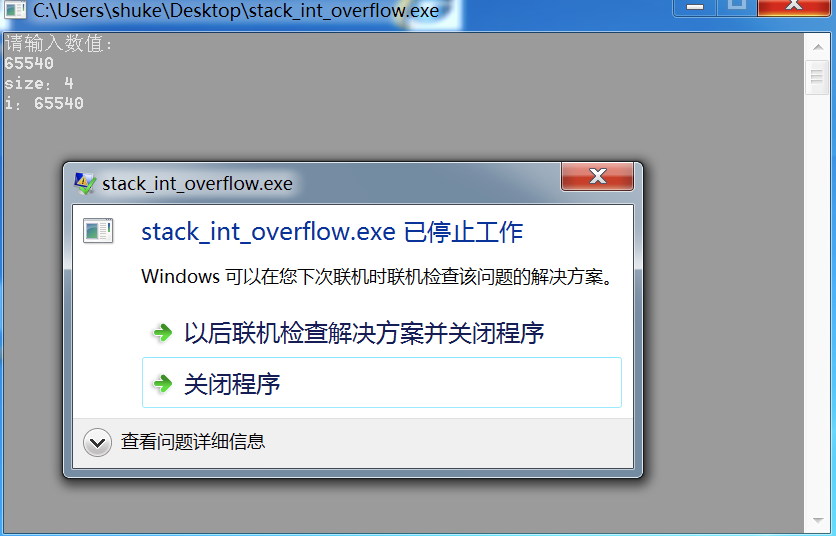 C:\Users\shuke\Desktop\stack_int_overflow.exe
请输入数值：
65540
size：4
i：65540
stack_int_overflow.exe
stack_int_overflow.exe 已停止工作
Windows 可以在您下次联机时联机检查该问题的解决方案。
以后联机检查解决方案并关闭程序
关闭程序
查看问题详细信息